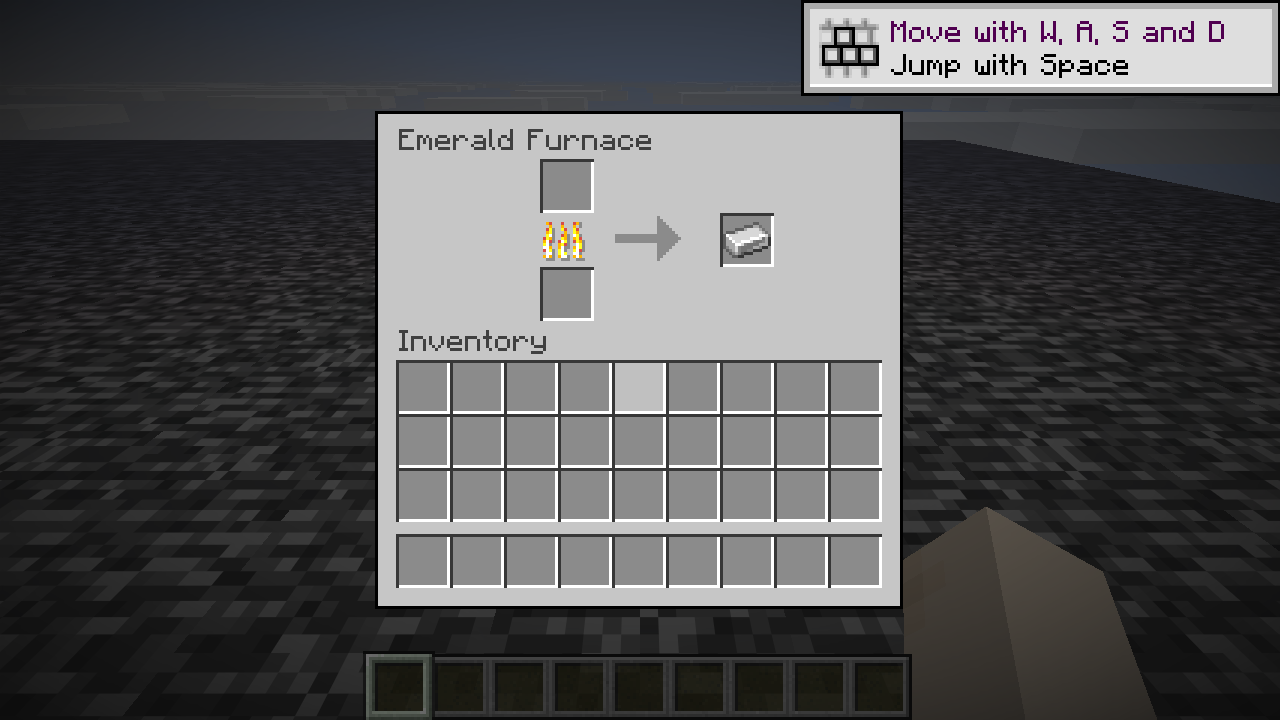 Move with W, A, S and D
Jump with Space
Emerald Furnace
Inventory